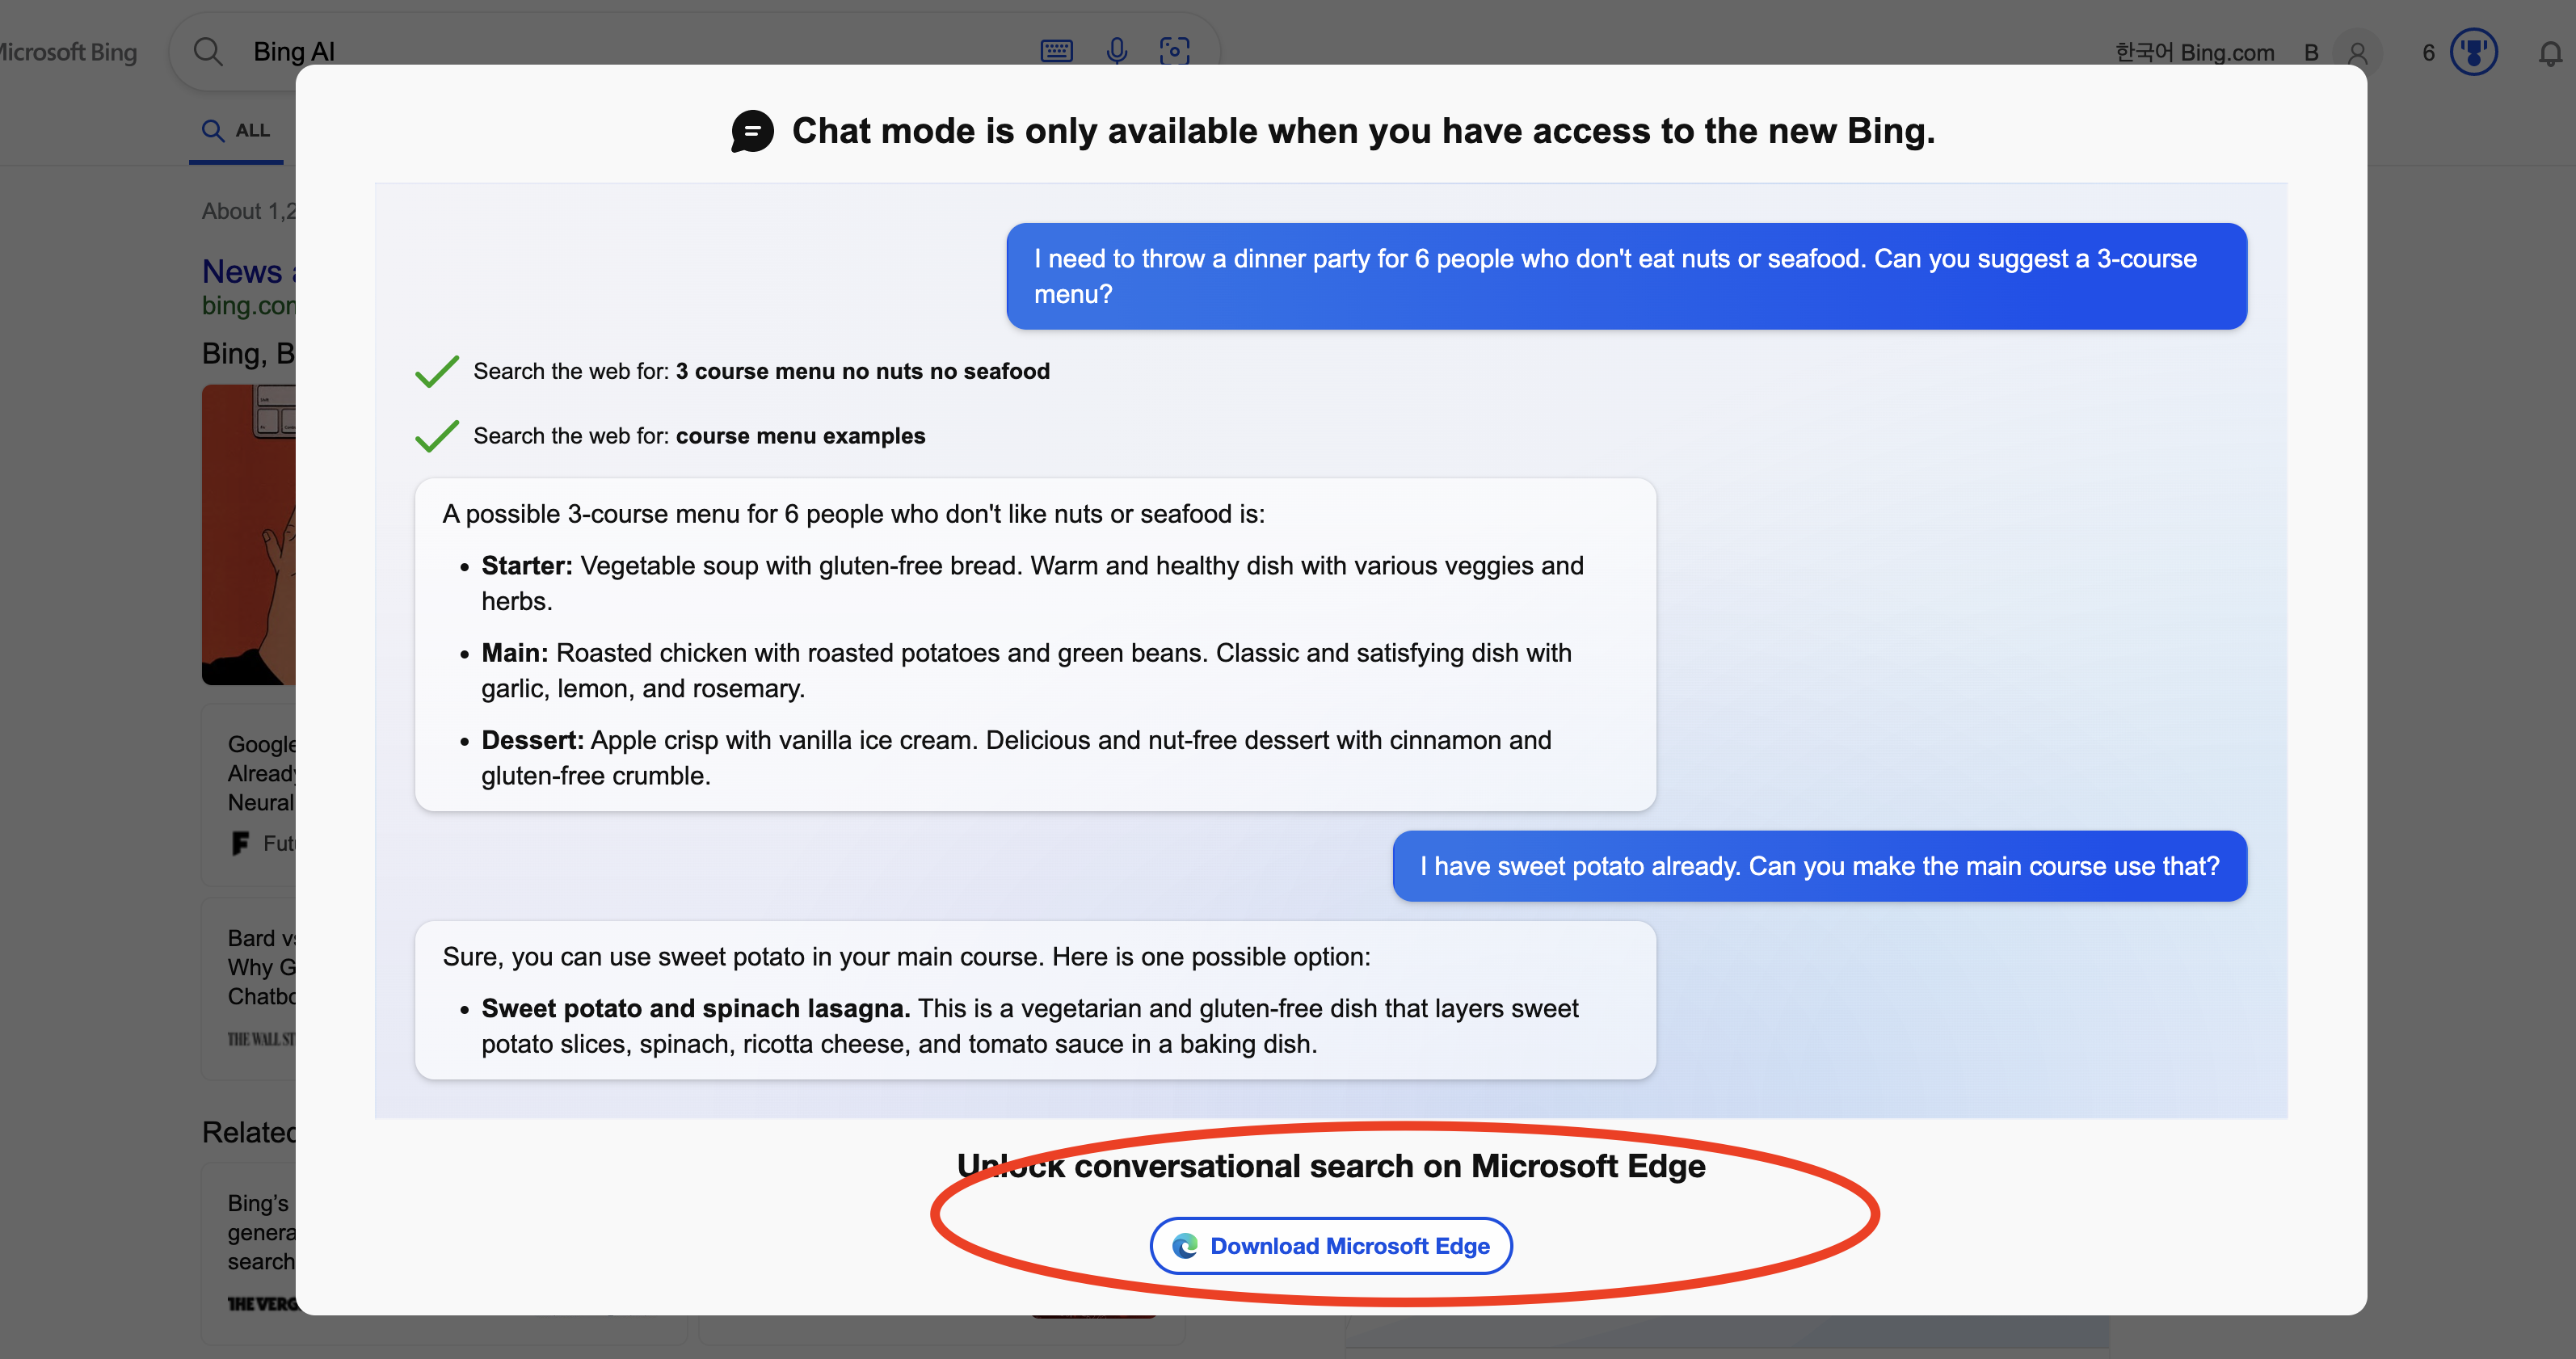 Microsoft Bing
Bing AI
한국어 Bing.com
B
6
ALL
Chat mode is only available when you have access to the new Bing.
About 1,2
News
bing.con
Bing, B
I need to throw a dinner party for 6 people who don't eat nuts or seafood. Can you suggest a 3-course
menu?
Search the web for: 3 course menu no nuts no seafood
Search the web for: course menu examples
A possible 3-course menu for 6 people who don't like nuts or seafood is:
• Starter: Vegetable soup with gluten-free bread. Warm and healthy dish with various veggies and
herbs.
• Main: Roasted chicken with roasted potatoes and green beans. Classic and satisfying dish with
garlic, lemon, and rosemary.
• Dessert: Apple crisp with vanilla ice cream. Delicious and nut-free dessert with cinnamon and
gluten-free crumble.
Google
Already
Neural
Futu
I have sweet potato already. Can you make the main course use that?
Sure, you can use sweet potato in your main course. Here is one possible option:
• Sweet potato and spinach lasagna. This is a vegetarian and gluten-free dish that layers sweet
potato slices, spinach, ricotta cheese, and tomato sauce in a baking dish.
Bard vs
Why G
Chatbo
THE WALL ST
Related
Bing's
genera
search
THE VERG
Unlock conversational search on Microsoft Edge
Download Microsoft Edge